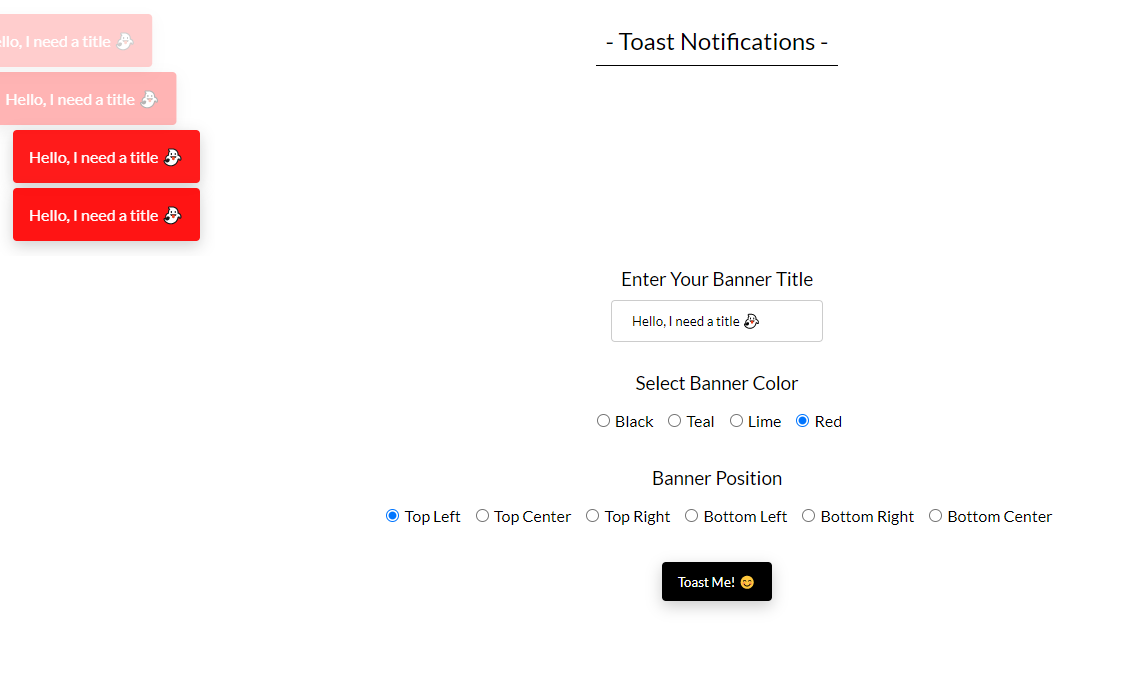 - Toast Notifications -
llo, I need a title 👻
Hello, I need a title 👻
Hello, I need a title 👻
Hello, I need a title 👻
Enter Your Banner Title
Hello, I need a title 👻
Select Banner Color
Black Teal Lime Red
Banner Position
Top Left Top Center Top Right Bottom Left Bottom Right Bottom Center
Toast Me! 😊